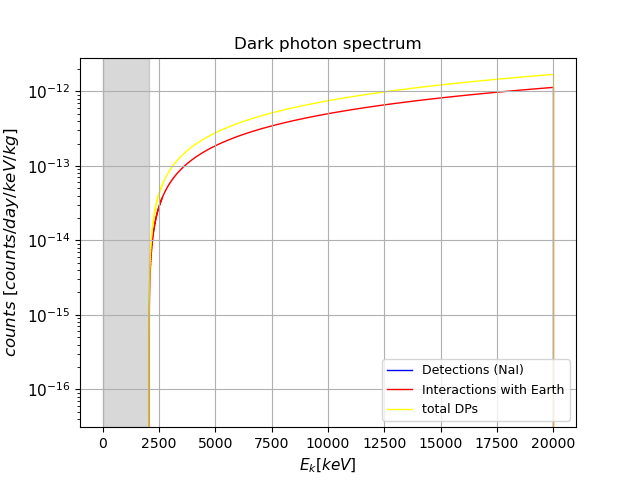 Dark photon spectrum
counts [counts/day/keV/kg]
10⁻¹²
10⁻¹³
10⁻¹⁴
10⁻¹⁵
10⁻¹⁶
Detections (NaI)
Interactions with Earth
total DPs
0 2500 5000 7500 10000 12500 15000 17500 20000
Eₖ[keV]